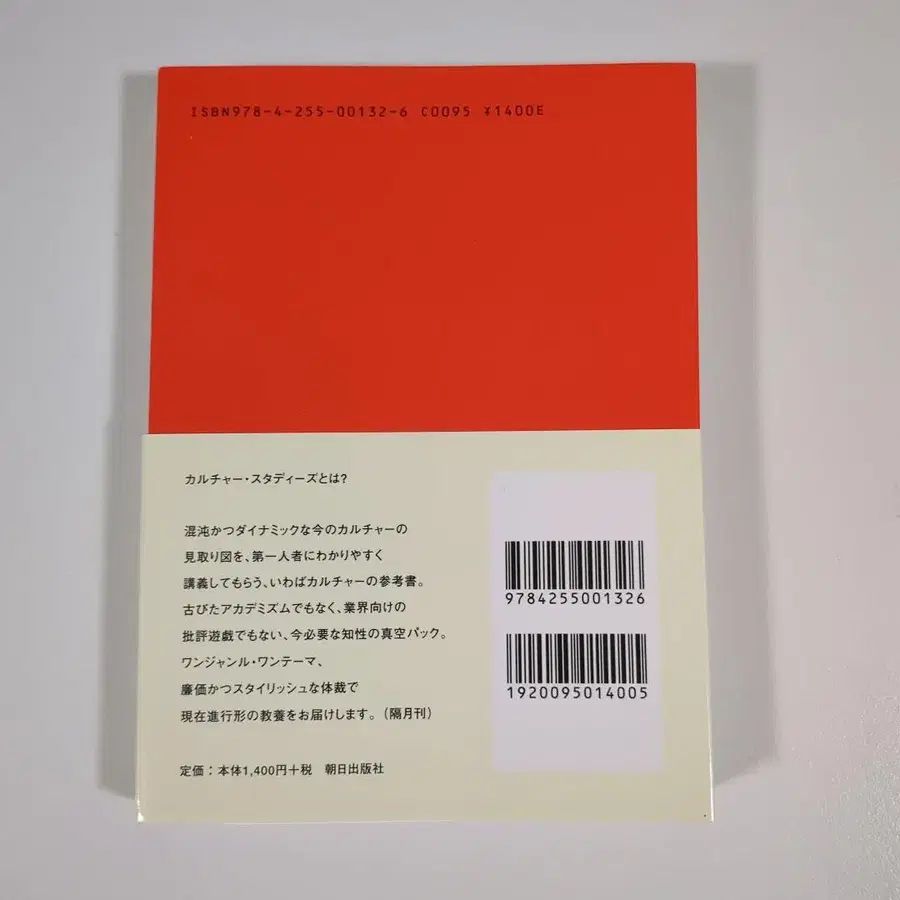 ISBN978-4-255-00132-6 C0095 ¥1400E
カルチャー・スタディーズとは?
混沌かつダイナミックな今のカルチャーの
見取り図を、第一人者にわかりやすく
講義してもらう、いわばカルチャーの参考書。
古びたアカデミズムでもなく、業界向けの
批評遊戯でもない、今必要な知性の真空パック。
ワンジャンル・ワンテーマ、
廉価かつスタイリッシュな体裁で
現在進行形の教養をお届けします。(隔月刊)
定価:本体1,400円+税 朝日出版社
9784255001326
1920095014005